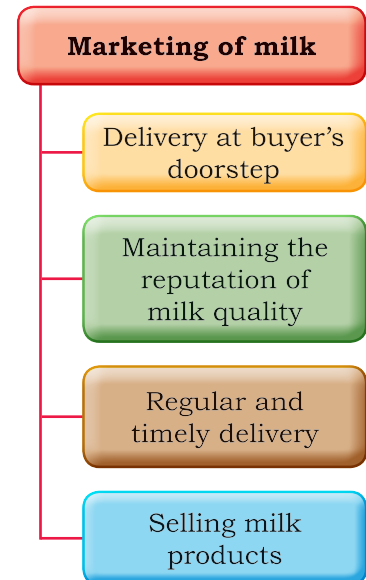 Marketing of milk
Delivery at buyer’s
doorstep
Maintaining the
reputation of
milk quality
Regular and
timely delivery
Selling milk
products